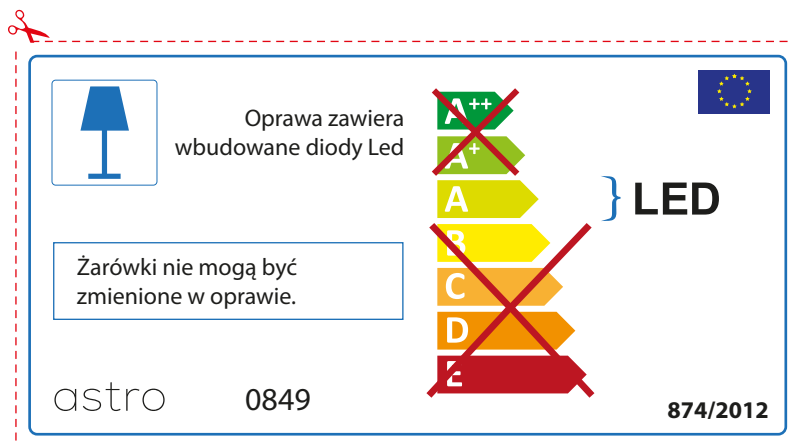 Oprawa zawiera
wbudowane diody Led
A++
A+
A
B
C
D
E
LED
Żarówki nie mogą być
zmienione w oprawie.
astro
0849
874/2012